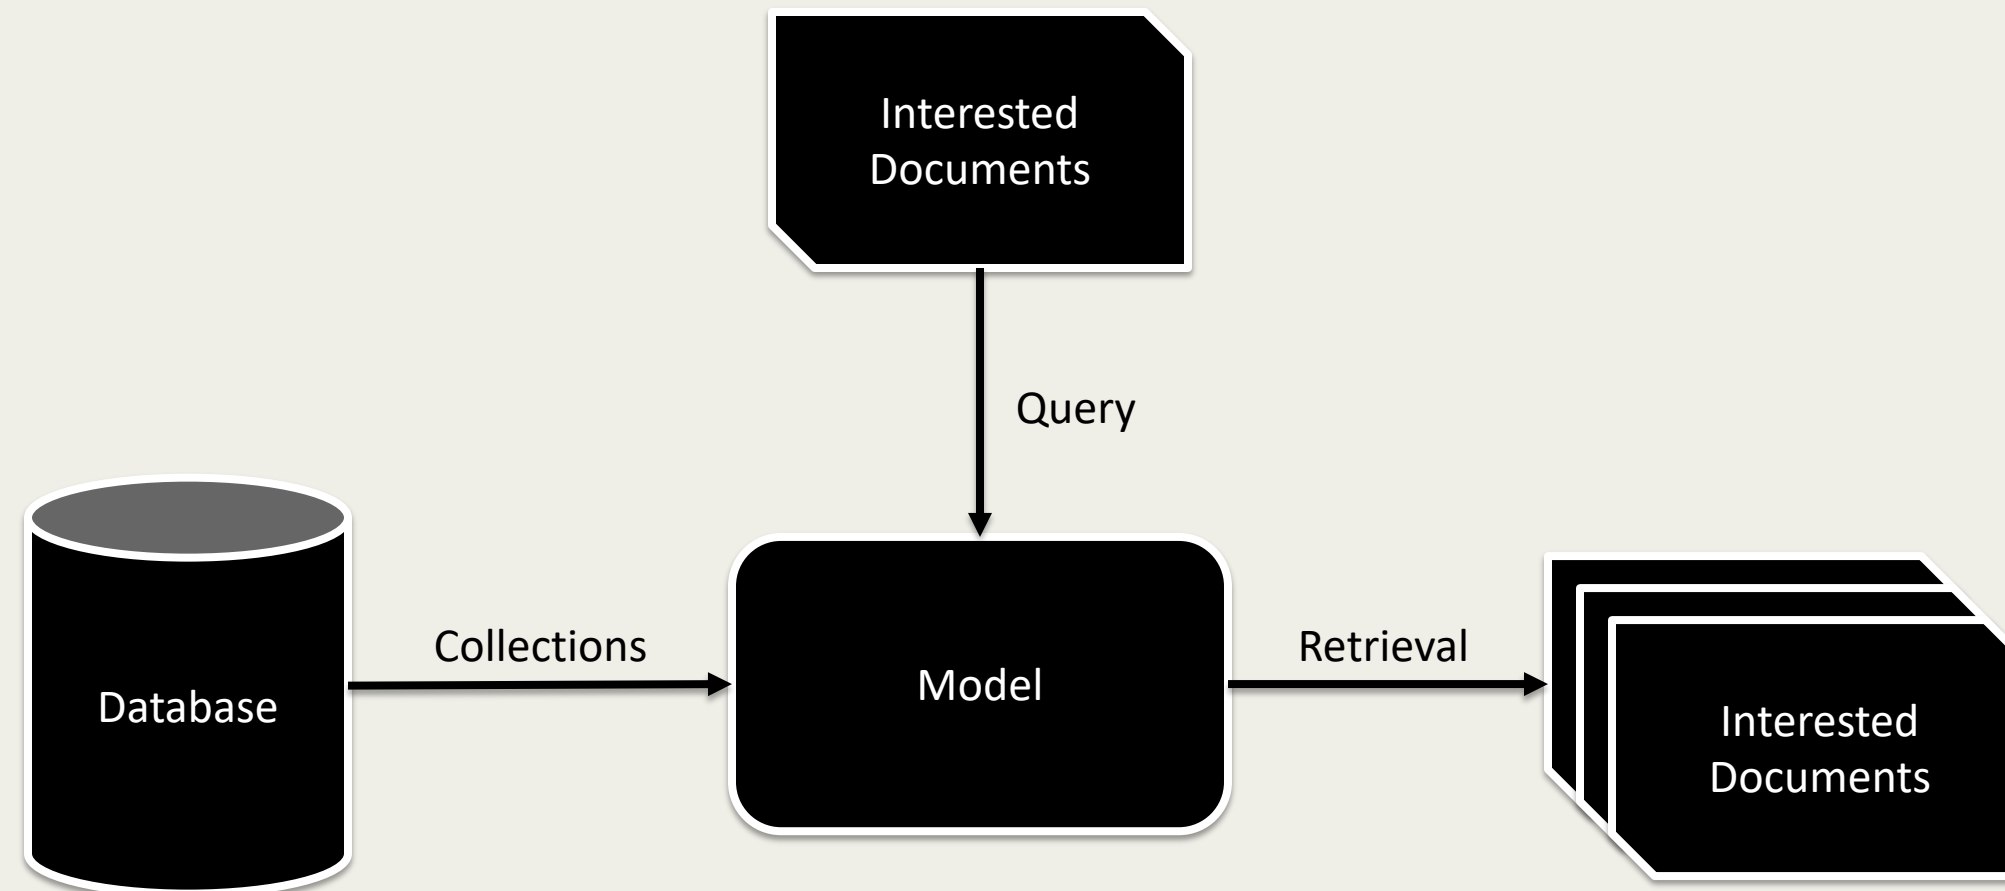 Interested
Documents
Query
Collections
Retrieval
Database
Model
Interested
Documents